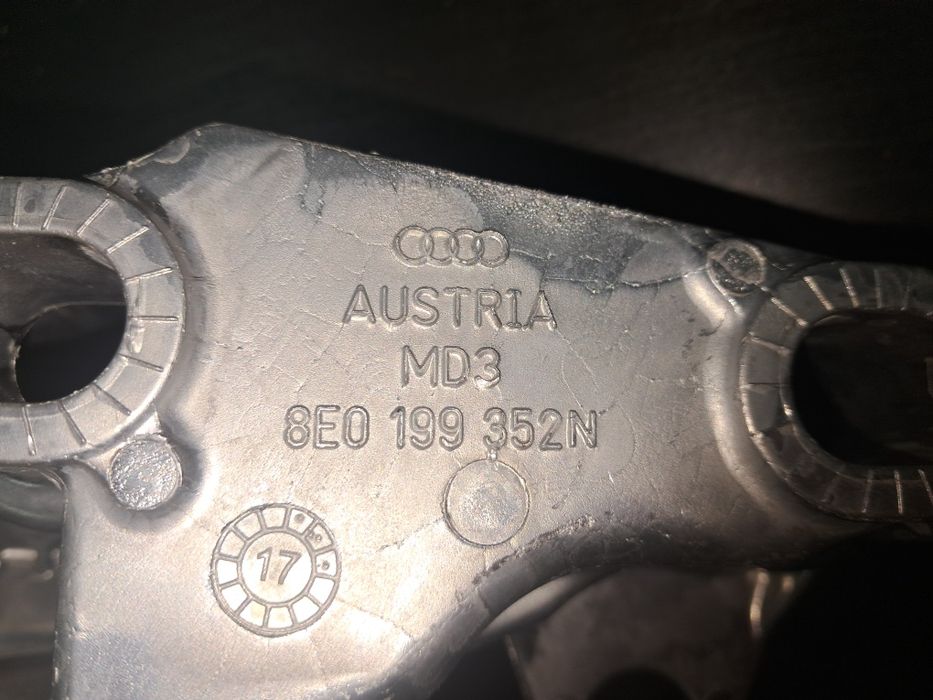 AUSTRIA
MD3
8E0 199 352N
17